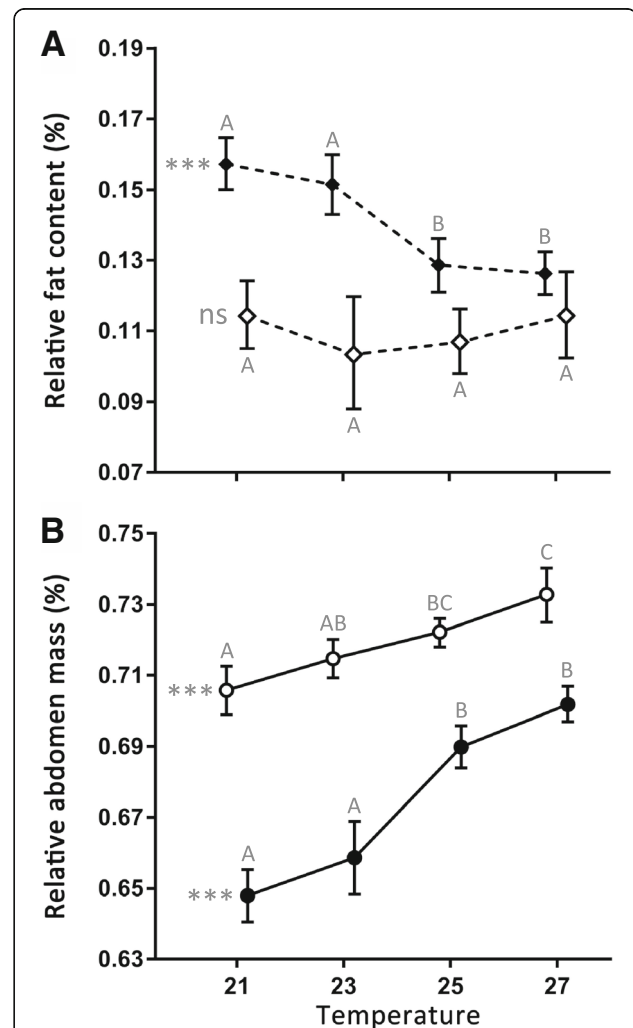 A
0.19
0.17
0.15
0.13
0.11
0.09
0.07
Relative fat content (%)
***
A
A
B
B
ns
A
A
A
A
B
0.75
0.73
0.71
0.69
0.67
0.65
0.63
Relative abdomen mass (%)
***
A
AB
BC
C
***
A
A
B
B
21 23 25 27
Temperature